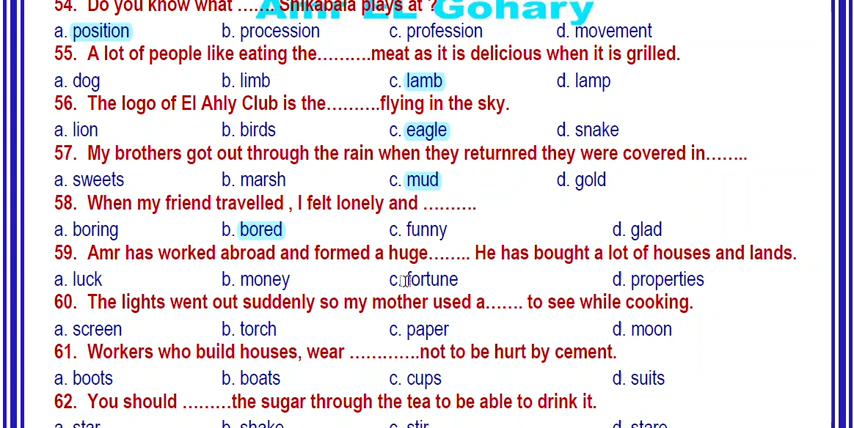 54. Do you know what ....... Shikabala plays at ?
Amr EL Gohary
a. position b. procession c. profession d. movement
55. A lot of people like eating the..........meat as it is delicious when it is grilled.
a. dog b. limb c. lamb d. lamp
56. The logo of El Ahly Club is the..........flying in the sky.
a. lion b. birds c. eagle d. snake
57. My brothers got out through the rain when they returnred they were covered in........
a. sweets b. marsh c. mud d. gold
58. When my friend travelled , I felt lonely and ..........
a. boring b. bored c. funny d. glad
59. Amr has worked abroad and formed a huge........ He has bought a lot of houses and lands.
a. luck b. money c. fortune d. properties
60. The lights went out suddenly so my mother used a....... to see while cooking.
a. screen b. torch c. paper d. moon
61. Workers who build houses, wear .............not to be hurt by cement.
a. boots b. boats c. cups d. suits
62. You should .........the sugar through the tea to be able to drink it.
a. star b. shake c. stir d. stare